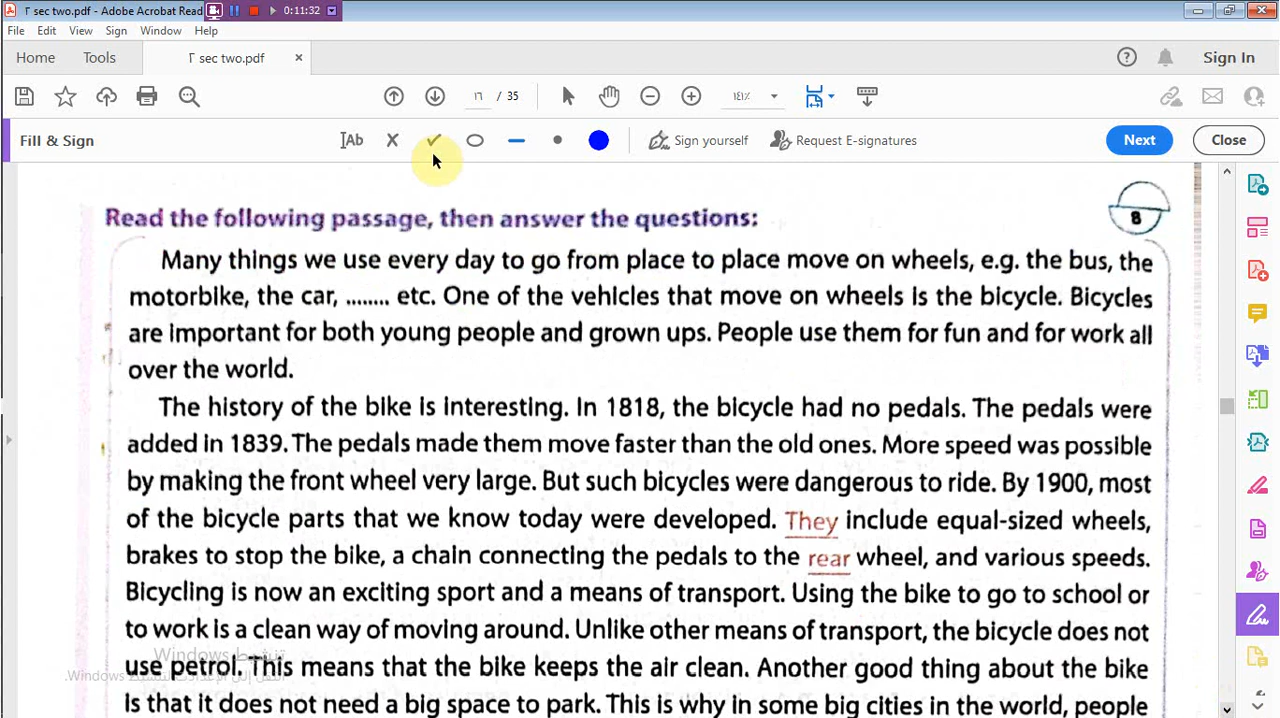 sec two.pdf - Adobe Acrobat Read
0:11:32
File Edit View Sign Window Help
Home Tools
sec two.pdf
Sign In
١٦ / 35
١٤١٪
Fill & Sign
Ab
Sign yourself
Request E-signatures
Next
Close
Read the following passage, then answer the questions:
8
Many things we use every day to go from place to place move on wheels, e.g. the bus, the
motorbike, the car, ........ etc. One of the vehicles that move on wheels is the bicycle. Bicycles
are important for both young people and grown ups. People use them for fun and for work all
over the world.
The history of the bike is interesting. In 1818, the bicycle had no pedals. The pedals were
added in 1839. The pedals made them move faster than the old ones. More speed was possible
by making the front wheel very large. But such bicycles were dangerous to ride. By 1900, most
of the bicycle parts that we know today were developed. They include equal-sized wheels,
brakes to stop the bike, a chain connecting the pedals to the rear wheel, and various speeds.
Bicycling is now an exciting sport and a means of transport. Using the bike to go to school or
to work is a clean way of moving around. Unlike other means of transport, the bicycle does not
تنشيط Windows
use petrol. This means that the bike keeps the air clean. Another good thing about the bike
لتنشيط Windows.
is that it does not need a big space to park. This is why in some big cities in the world, people